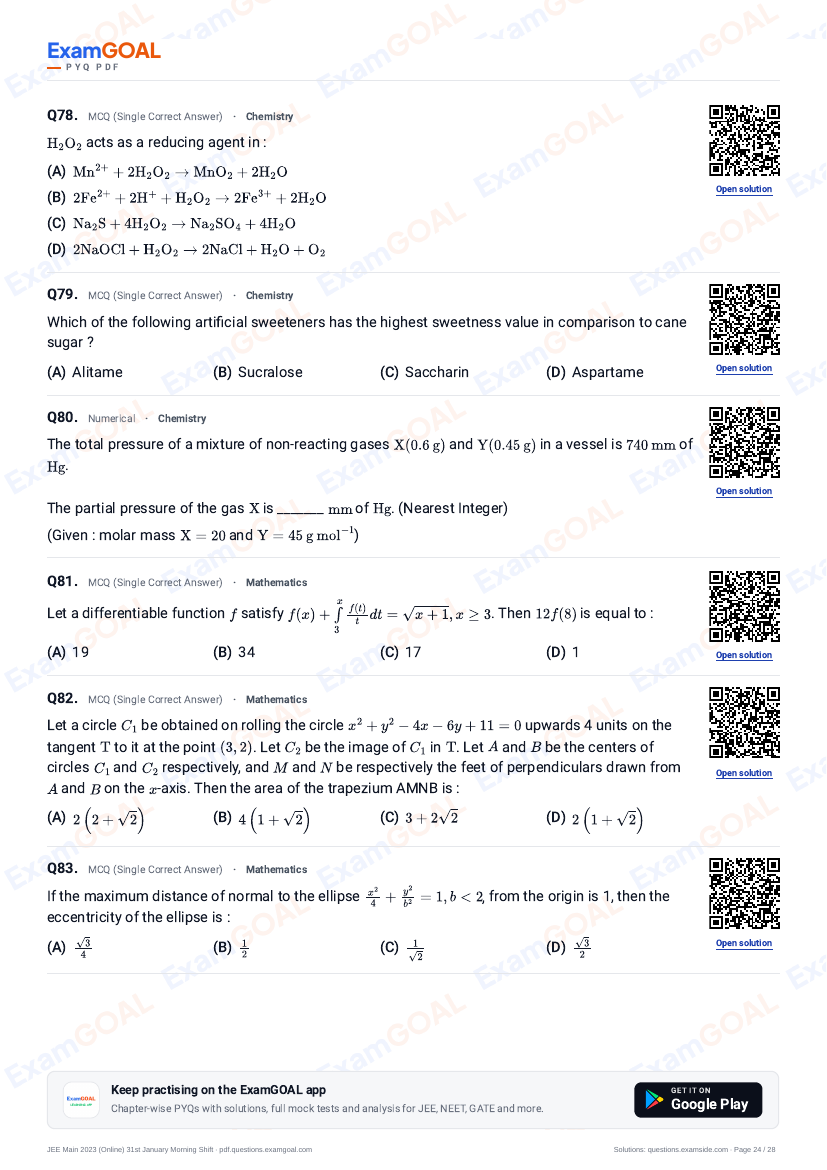 ExamGOAL
PYQ PDF
Q78. MCQ (Single Correct Answer) · Chemistry
H₂O₂ acts as a reducing agent in :
(A) Mn²⁺ + 2H₂O₂ → MnO₂ + 2H₂O
(B) 2Fe²⁺ + 2H⁺ + H₂O₂ → 2Fe³⁺ + 2H₂O
(C) Na₂S + 4H₂O₂ → Na₂SO₄ + 4H₂O
(D) 2NaOCl + H₂O₂ → 2NaCl + H₂O + O₂
Open solution
Q79. MCQ (Single Correct Answer) · Chemistry
Which of the following artificial sweeteners has the highest sweetness value in comparison to cane
sugar ?
(A) Alitame (B) Sucralose (C) Saccharin (D) Aspartame
Open solution
Q80. Numerical · Chemistry
The total pressure of a mixture of non-reacting gases X(0.6 g) and Y(0.45 g) in a vessel is 740 mm of
Hg.
The partial pressure of the gas X is _______ mm of Hg. (Nearest Integer)
(Given : molar mass X = 20 and Y = 45 g mol⁻¹)
Open solution
Q81. MCQ (Single Correct Answer) · Mathematics
Let a differentiable function f satisfy f(x) + ∫₃ˣ f(t)/t dt = √(x + 1), x ≥ 3. Then 12f(8) is equal to :
(A) 19 (B) 34 (C) 17 (D) 1
Open solution
Q82. MCQ (Single Correct Answer) · Mathematics
Let a circle C₁ be obtained on rolling the circle x² + y² − 4x − 6y + 11 = 0 upwards 4 units on the
tangent T to it at the point (3, 2). Let C₂ be the image of C₁ in T. Let A and B be the centers of
circles C₁ and C₂ respectively, and M and N be respectively the feet of perpendiculars drawn from
A and B on the x-axis. Then the area of the trapezium AMNB is :
(A) 2(2 + √2) (B) 4(1 + √2) (C) 3 + 2√2 (D) 2(1 + √2)
Open solution
Q83. MCQ (Single Correct Answer) · Mathematics
If the maximum distance of normal to the ellipse x²/4 + y²/b² = 1, b < 2, from the origin is 1, then the
eccentricity of the ellipse is :
(A) √3/4 (B) 1/2 (C) 1/√2 (D) √3/2
Open solution
ExamGOAL
Keep practising on the ExamGOAL app
Chapter-wise PYQs with solutions, full mock tests and analysis for JEE, NEET, GATE and more.
GET IT ON
Google Play
JEE Main 2023 (Online) 31st January Morning Shift · pdf.questions.examgoal.com
Solutions: questions.examside.com · Page 24 / 28